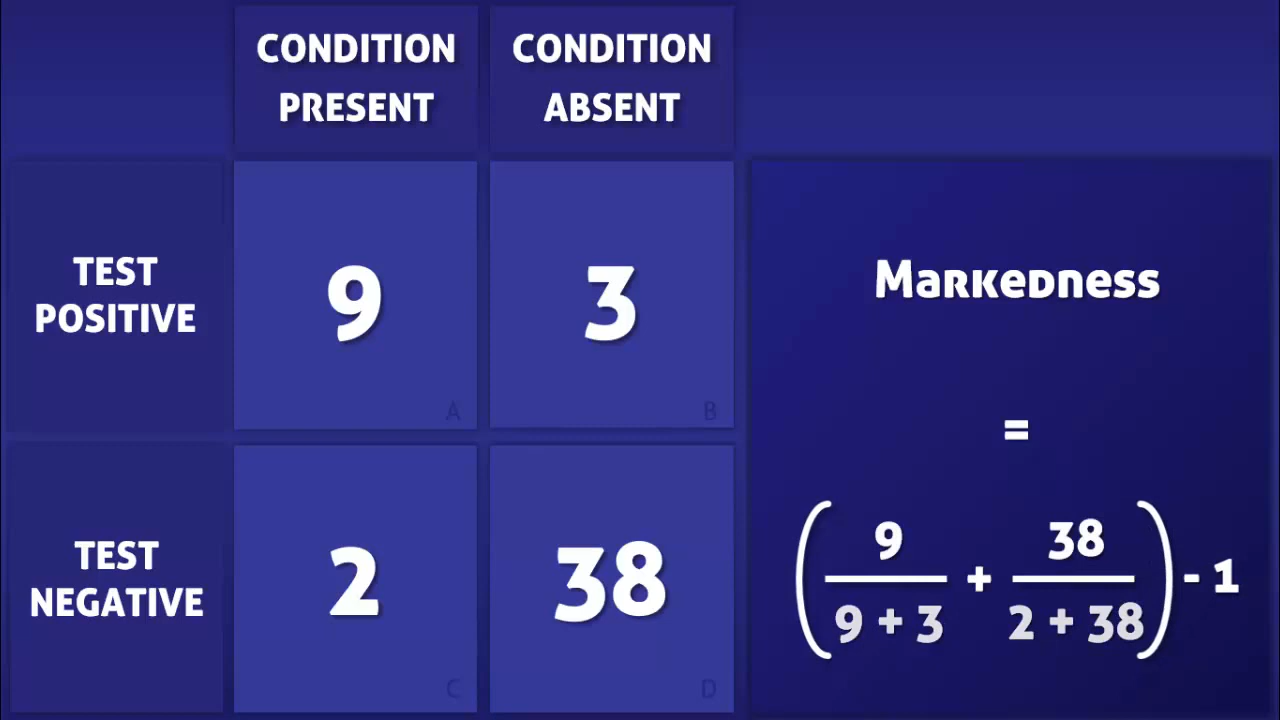 CONDITION
PRESENT
CONDITION
ABSENT
TEST
POSITIVE
9
A
3
B
TEST
NEGATIVE
2
C
38
D
Markedness
=
( 9 / 9 + 3 + 38 / 2 + 38 ) - 1